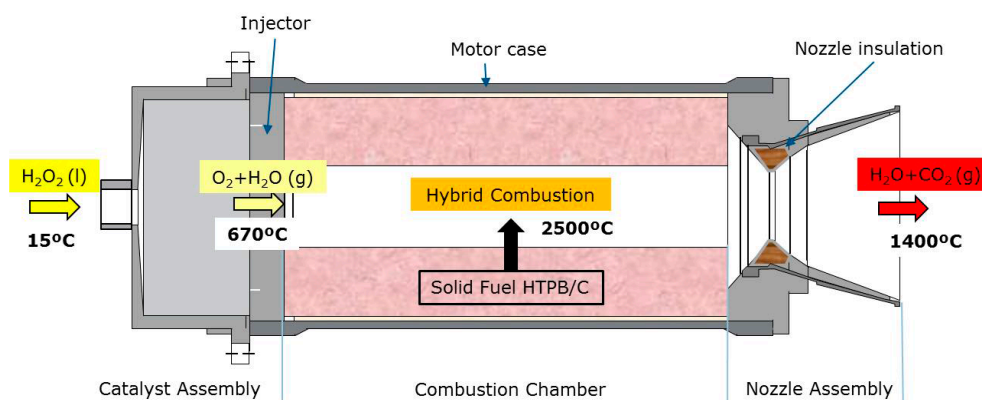 Injector
Motor case
Nozzle insulation
H₂O₂ (l)
15ºC
O₂+H₂O (g)
670ºC
Hybrid Combustion
2500ºC
Solid Fuel HTPB/C
H₂O+CO₂ (g)
1400ºC
Catalyst Assembly
Combustion Chamber
Nozzle Assembly